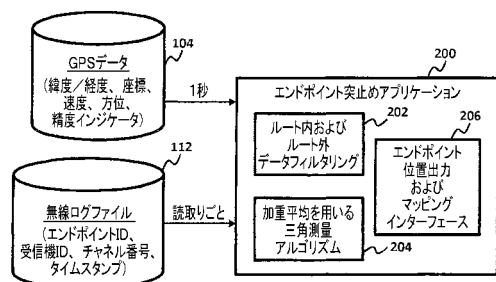 GPSデータ
(緯度／経度、座標、
速度、方位、
精度インジケータ)
104
1秒
112
無線ログファイル
(エンドポイントID、
受信機ID、チャネル番号、
タイムスタンプ)
読取りごと
200
エンドポイント突止めアプリケーション
202
ルート内および
ルート外
データフィルタリング
206
エンドポイント
位置出力
および
マッピング
インターフェース
加重平均を用いる
三角測量
アルゴリズム
204